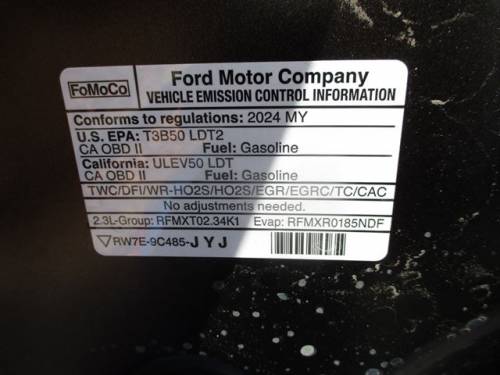 FoMoCo
Ford Motor Company
VEHICLE EMISSION CONTROL INFORMATION
Conforms to regulations: 2024 MY
U.S. EPA: T3B50 LDT2
CA OBD II Fuel: Gasoline
California: ULEV50 LDT
CA OBD II Fuel: Gasoline
TWC/DFI/WR-HO2S/HO2S/EGR/EGRC/TC/CAC
No adjustments needed.
2.3L-Group: RFMXT02.34K1 Evap: RFMXR0185NDF
RW7E-9C485-JYJ